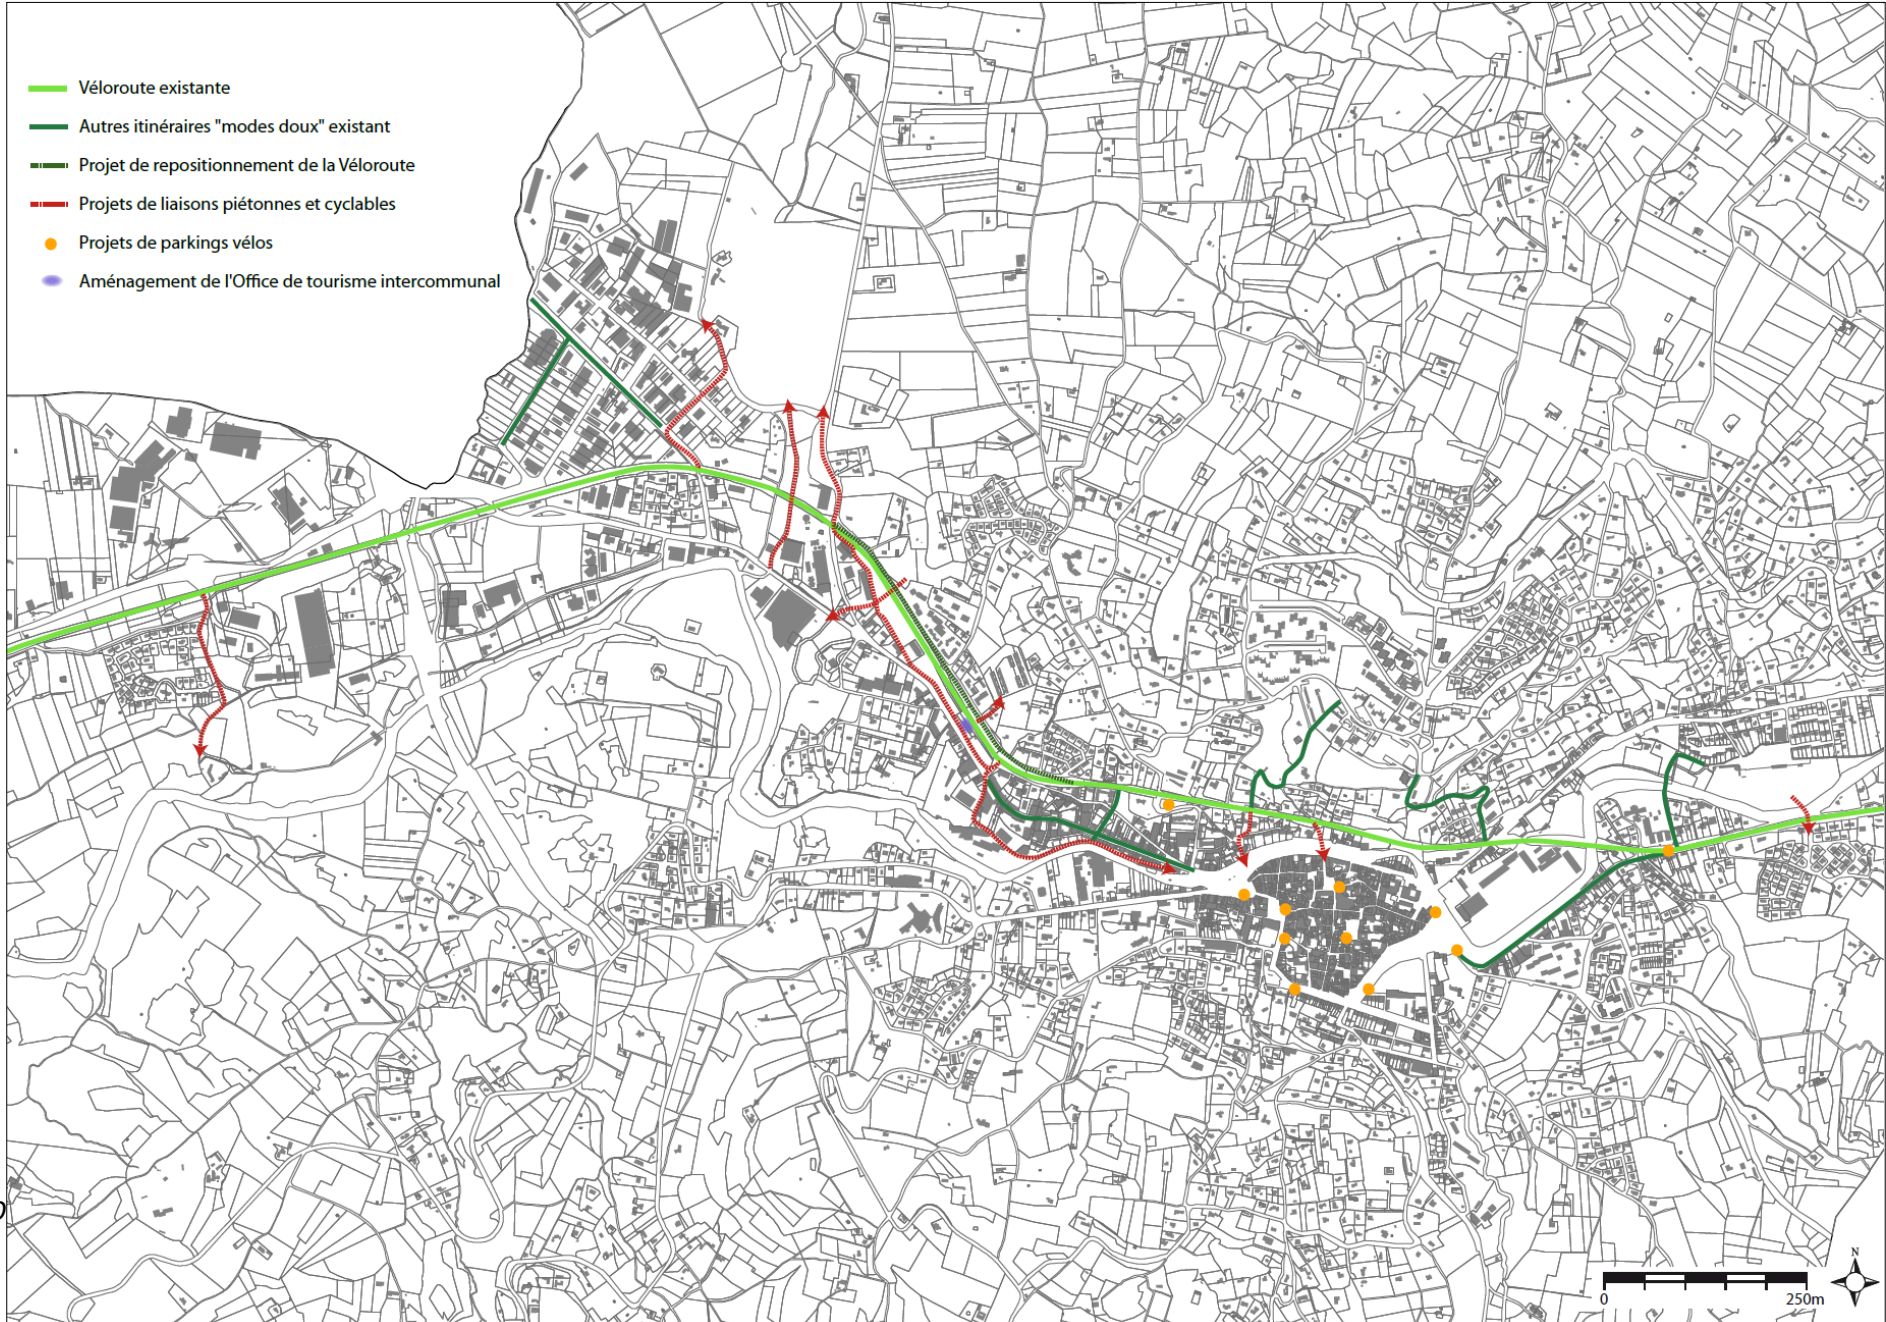 Véloroute existante
Autres itinéraires "modes doux" existant
Projet de repositionnement de la Véloroute
Projets de liaisons piétonnes et cyclables
Projets de parkings vélos
Aménagement de l'Office de tourisme intercommunal
N
0 250m